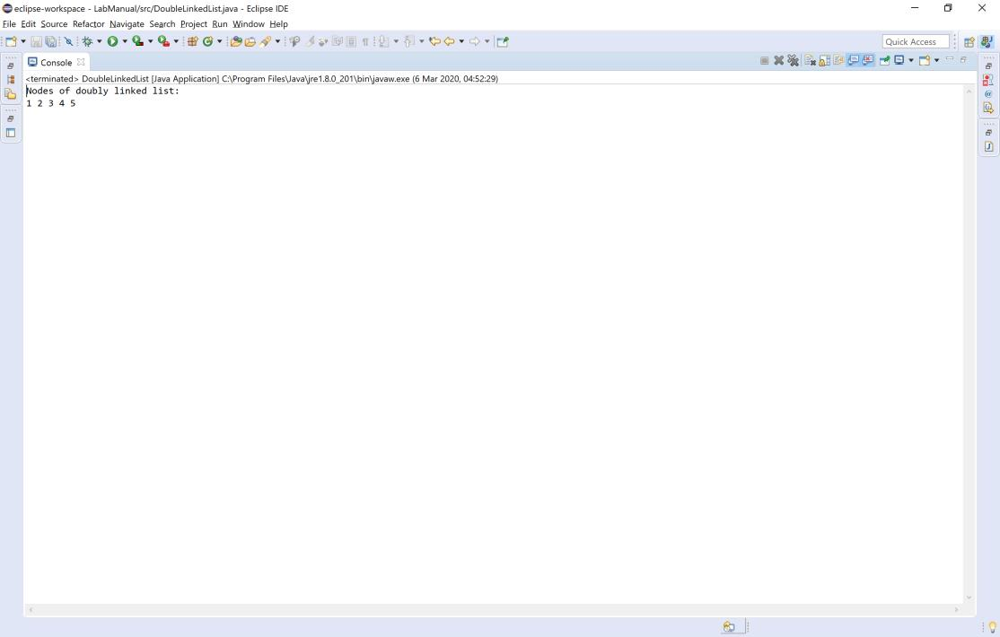 eclipse-workspace - LabManual/src/DoubleLinkedList.java - Eclipse IDE
File Edit Source Refactor Navigate Search Project Run Window Help
Quick Access
Console
<terminated> DoubleLinkedList [Java Application] C:\Program Files\Java\jre1.8.0_201\bin\javaw.exe (6 Mar 2020, 04:52:29)
Nodes of doubly linked list:
1 2 3 4 5